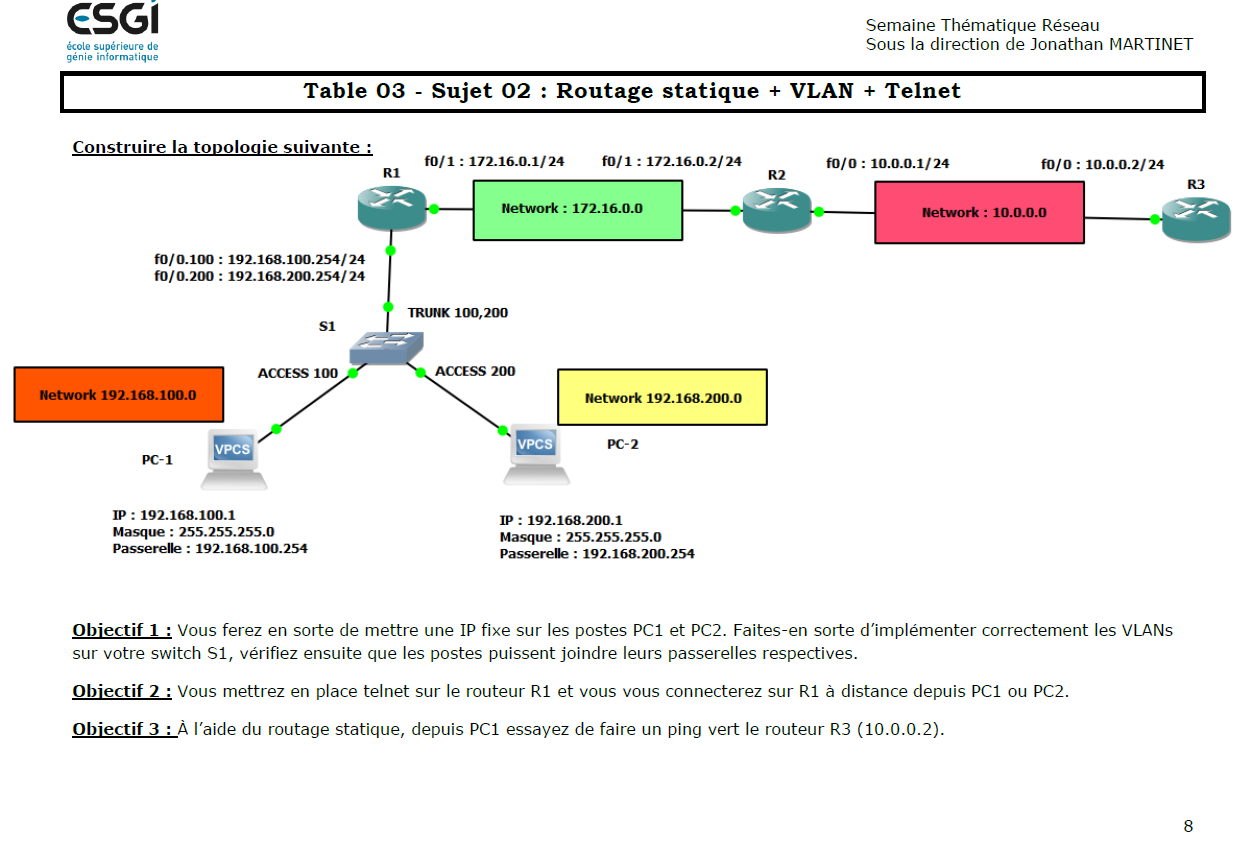 ESGI
école supérieure de
génie informatique
Semaine Thématique Réseau
Sous la direction de Jonathan MARTINET
Table 03 - Sujet 02 : Routage statique + VLAN + Telnet
Construire la topologie suivante :
f0/1 : 172.16.0.1/24
f0/1 : 172.16.0.2/24
f0/0 : 10.0.0.1/24
f0/0 : 10.0.0.2/24
R1
R2
R3
Network : 172.16.0.0
Network : 10.0.0.0
f0/0.100 : 192.168.100.254/24
f0/0.200 : 192.168.200.254/24
TRUNK 100,200
S1
ACCESS 100
ACCESS 200
Network 192.168.100.0
Network 192.168.200.0
VPCS
VPCS
PC-1
PC-2
IP : 192.168.100.1
Masque : 255.255.255.0
Passerelle : 192.168.100.254
IP : 192.168.200.1
Masque : 255.255.255.0
Passerelle : 192.168.200.254
Objectif 1 : Vous ferez en sorte de mettre une IP fixe sur les postes PC1 et PC2. Faites-en sorte d’implémenter correctement les VLANs
sur votre switch S1, vérifiez ensuite que les postes puissent joindre leurs passerelles respectives.
Objectif 2 : Vous mettrez en place telnet sur le routeur R1 et vous vous connecterez sur R1 à distance depuis PC1 ou PC2.
Objectif 3 : À l’aide du routage statique, depuis PC1 essayez de faire un ping vert le routeur R3 (10.0.0.2).
8